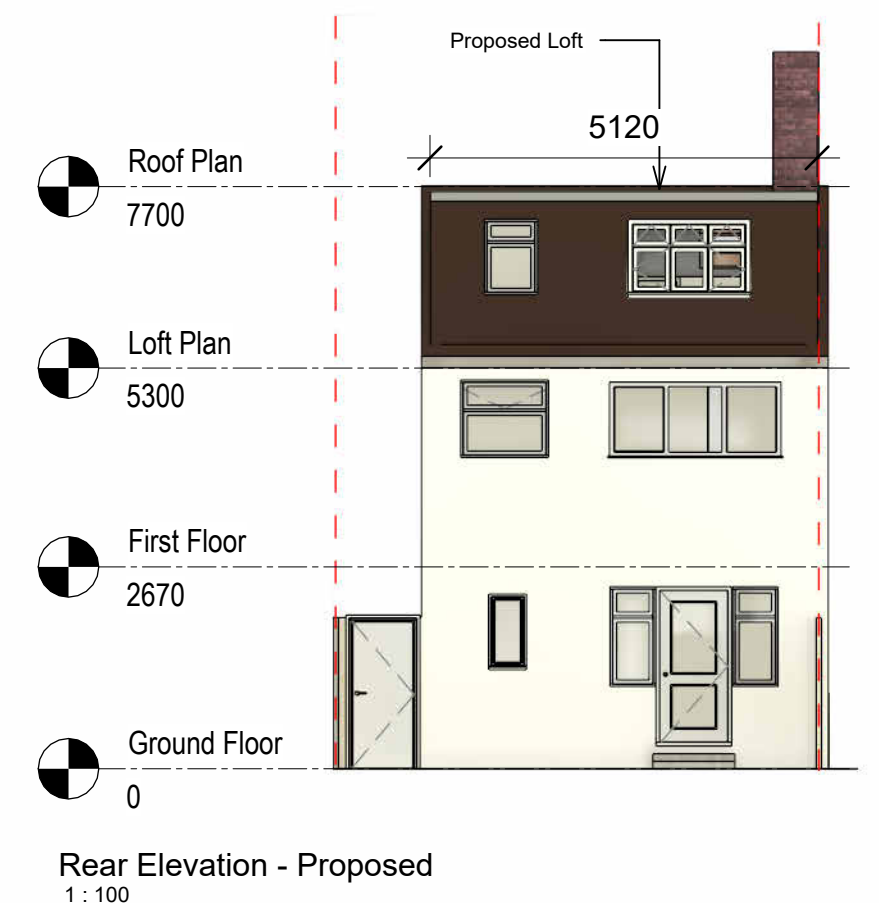 Proposed Loft
5120
Roof Plan
7700
Loft Plan
5300
First Floor
2670
Ground Floor
0
Rear Elevation - Proposed
1 : 100